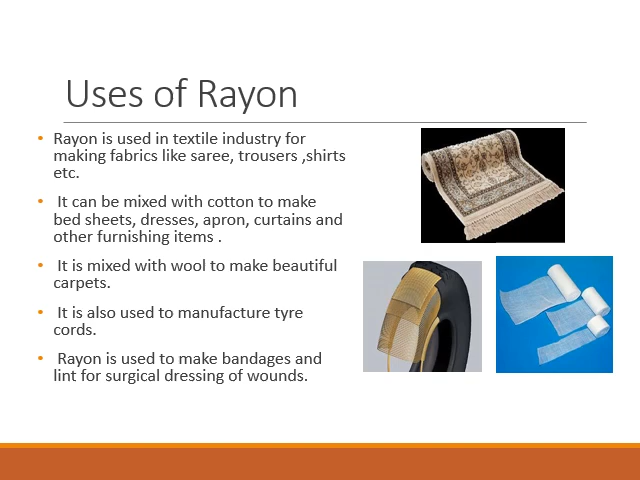 Uses of Rayon
• Rayon is used in textile industry for
making fabrics like saree, trousers ,shirts
etc.
• It can be mixed with cotton to make
bed sheets, dresses, apron, curtains and
other furnishing items .
• It is mixed with wool to make beautiful
carpets.
• It is also used to manufacture tyre
cords.
• Rayon is used to make bandages and
lint for surgical dressing of wounds.